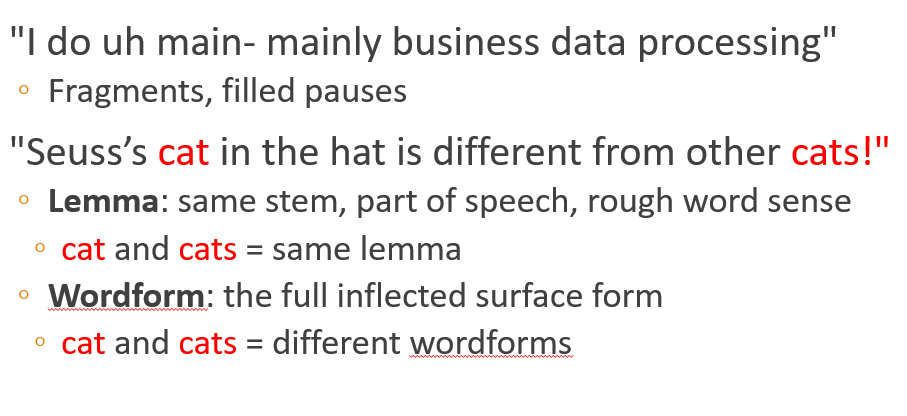 "I do uh main- mainly business data processing"
◦ Fragments, filled pauses
"Seuss’s cat in the hat is different from other cats!"
◦ Lemma: same stem, part of speech, rough word sense
◦ cat and cats = same lemma
◦ Wordform: the full inflected surface form
◦ cat and cats = different wordforms